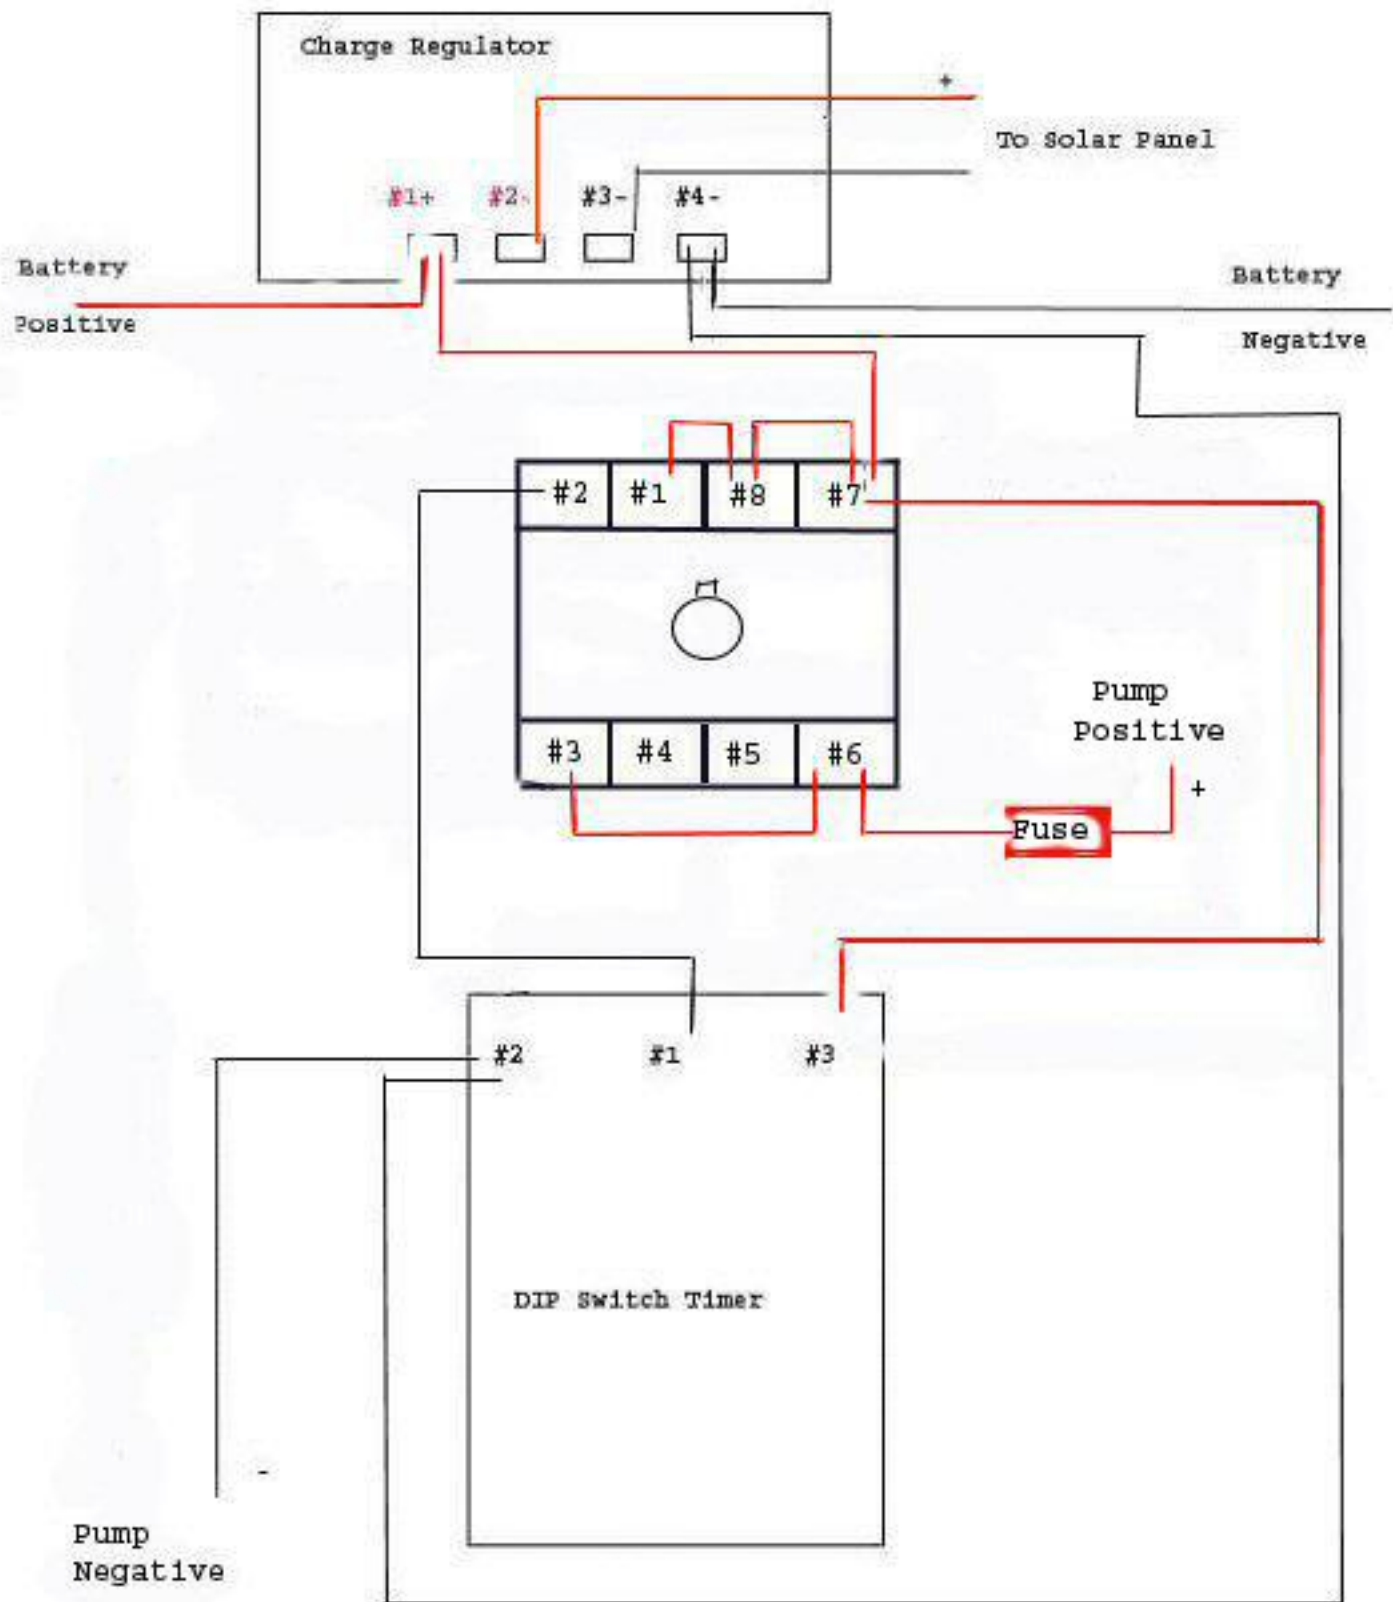 Charge Regulator
+
To Solar Panel
#1+ #2- #3- #4-
Battery
Positive
Battery
Negative
#2 #1 #8 #7
Pump
Positive
#3 #4 #5 #6
+
Fuse
#2 #1 #3
DIP Switch Timer
-
Pump
Negative